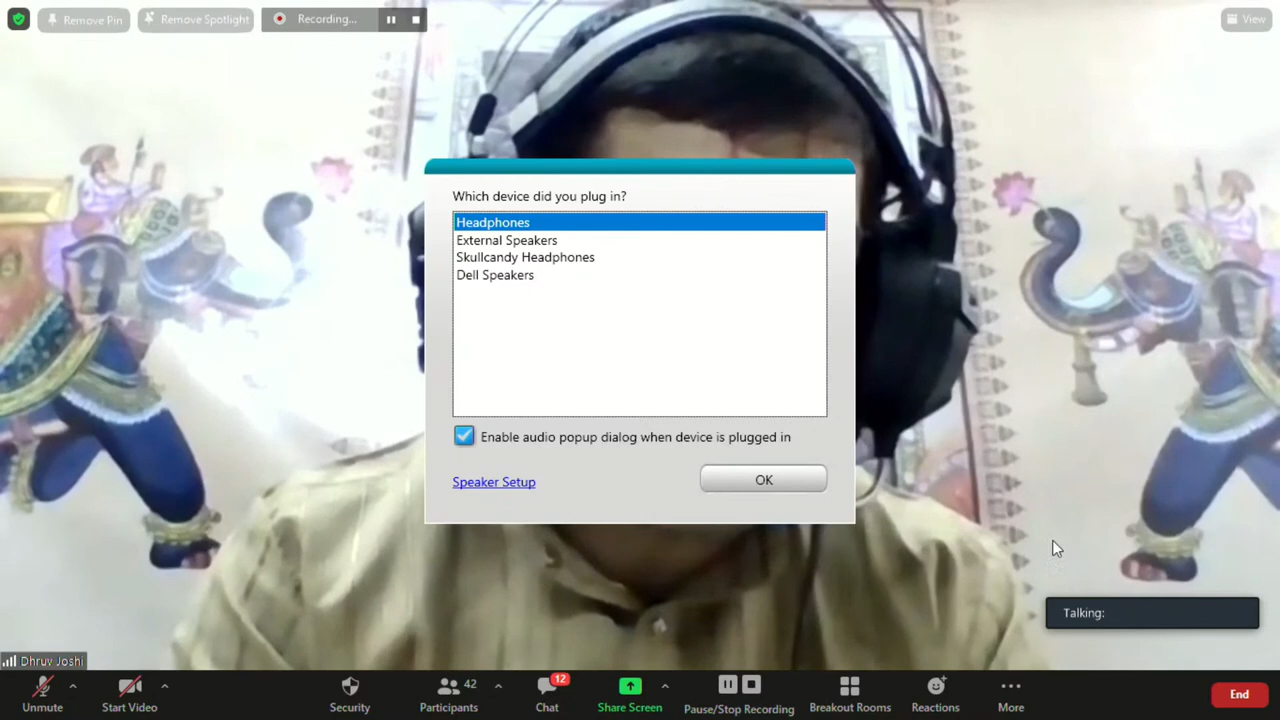 Remove Pin
Remove Spotlight
Recording...
View
Which device did you plug in?
Headphones
External Speakers
Skullcandy Headphones
Dell Speakers
Enable audio popup dialog when device is plugged in
Speaker Setup
OK
Talking:
Dhruv Joshi
Unmute
Start Video
Security
42
Participants
12
Chat
Share Screen
Pause/Stop Recording
Breakout Rooms
Reactions
More
End